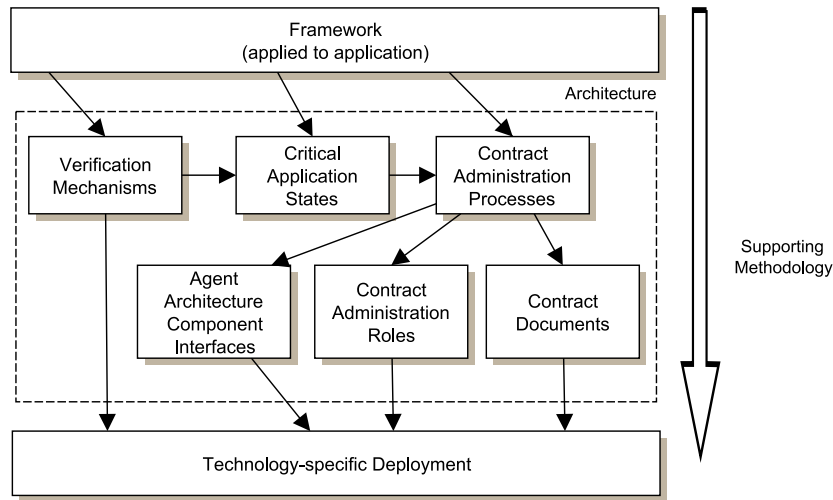 Framework
(applied to application)
Architecture
Verification
Mechanisms
Critical
Application
States
Contract
Administration
Processes
Supporting
Methodology
Agent
Architecture
Component
Interfaces
Contract
Administration
Roles
Contract
Documents
Technology-specific Deployment